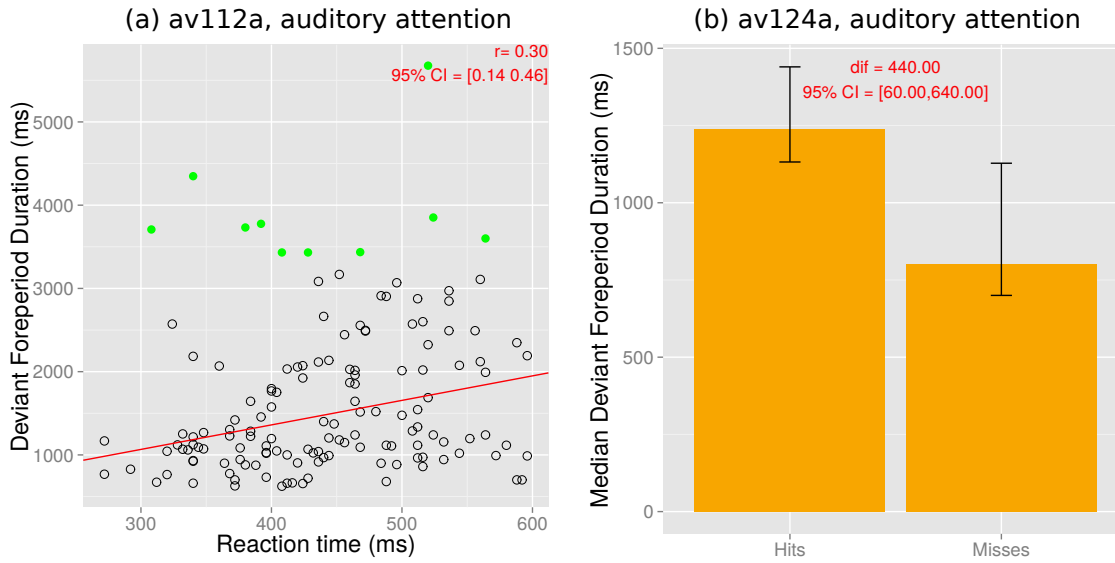 (a) av112a, auditory attention
r= 0.30
95% CI = [0.14 0.46]
Deviant Foreperiod Duration (ms)
5000
4000
3000
2000
1000
300
400
500
600
Reaction time (ms)
(b) av124a, auditory attention
dif = 440.00
95% CI = [60.00,640.00]
Median Deviant Foreperiod Duration (ms)
1500
1000
500
0
Hits
Misses